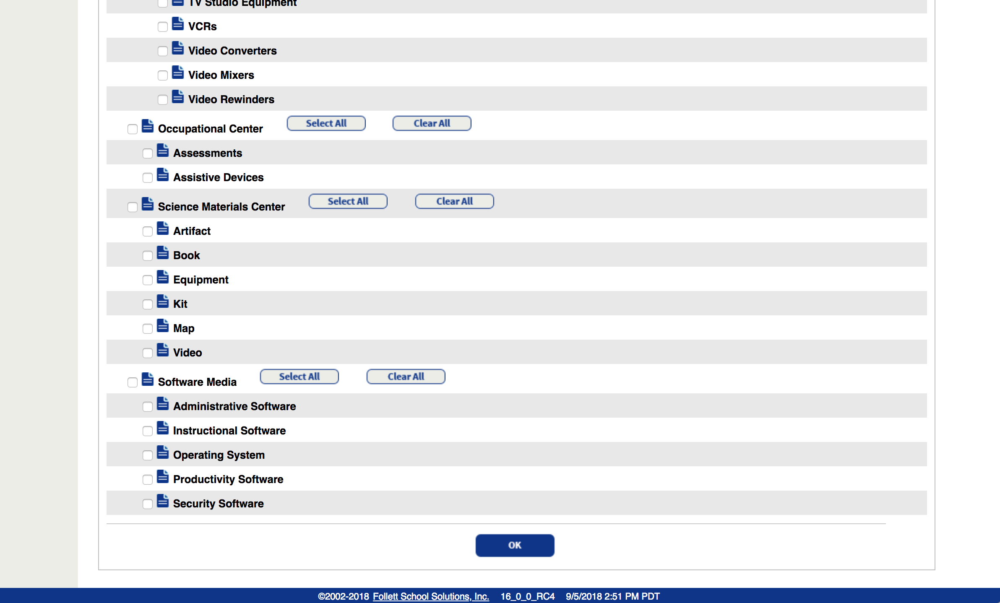 TV Studio Equipment
VCRs
Video Converters
Video Mixers
Video Rewinders
Occupational Center Select All Clear All
Assessments
Assistive Devices
Science Materials Center Select All Clear All
Artifact
Book
Equipment
Kit
Map
Video
Software Media Select All Clear All
Administrative Software
Instructional Software
Operating System
Productivity Software
Security Software
OK
©2002-2018 Follett School Solutions, Inc. 16_0_0_RC4 9/5/2018 2:51 PM PDT